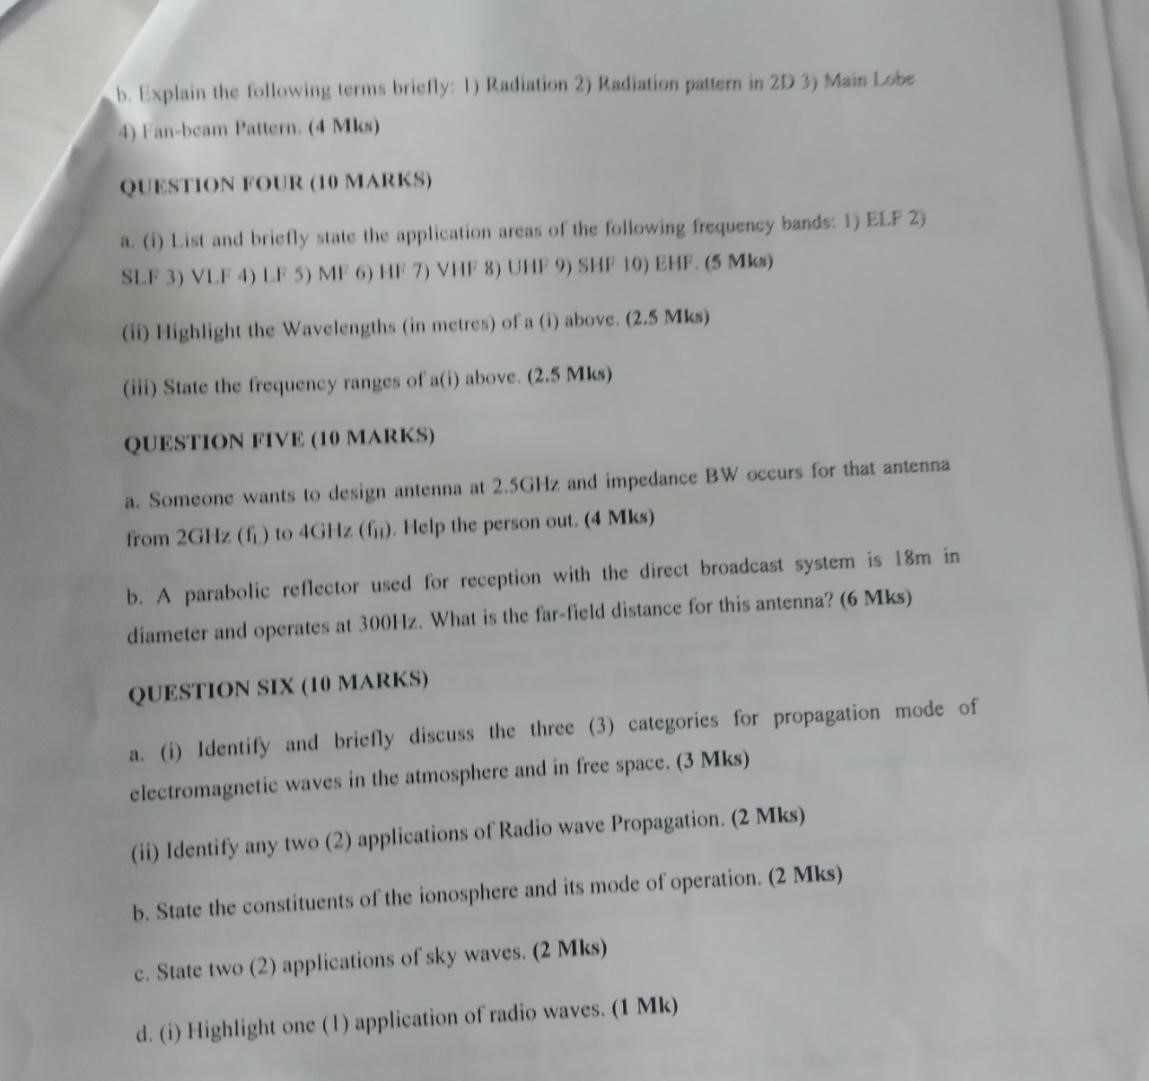 b. Explain the following terms briefly: 1) Radiation 2) Radiation pattern in 2D 3) Main Lobe
4) Fan-beam Pattern. (4 Mks)
QUESTION FOUR (10 MARKS)
a. (i) List and briefly state the application areas of the following frequency bands: 1) ELF 2)
SLF 3) VLF 4) LF 5) MF 6) HF 7) VHF 8) UHF 9) SHF 10) EHF. (5 Mks)
(ii) Highlight the Wavelengths (in metres) of a (i) above. (2.5 Mks)
(iii) State the frequency ranges of a(i) above. (2.5 Mks)
QUESTION FIVE (10 MARKS)
a. Someone wants to design antenna at 2.5GHz and impedance BW occurs for that antenna
from 2GHz (fL) to 4GHz (fH). Help the person out. (4 Mks)
b. A parabolic reflector used for reception with the direct broadcast system is 18m in
diameter and operates at 300Hz. What is the far-field distance for this antenna? (6 Mks)
QUESTION SIX (10 MARKS)
a. (i) Identify and briefly discuss the three (3) categories for propagation mode of
electromagnetic waves in the atmosphere and in free space. (3 Mks)
(ii) Identify any two (2) applications of Radio wave Propagation. (2 Mks)
b. State the constituents of the ionosphere and its mode of operation. (2 Mks)
c. State two (2) applications of sky waves. (2 Mks)
d. (i) Highlight one (1) application of radio waves. (1 Mk)